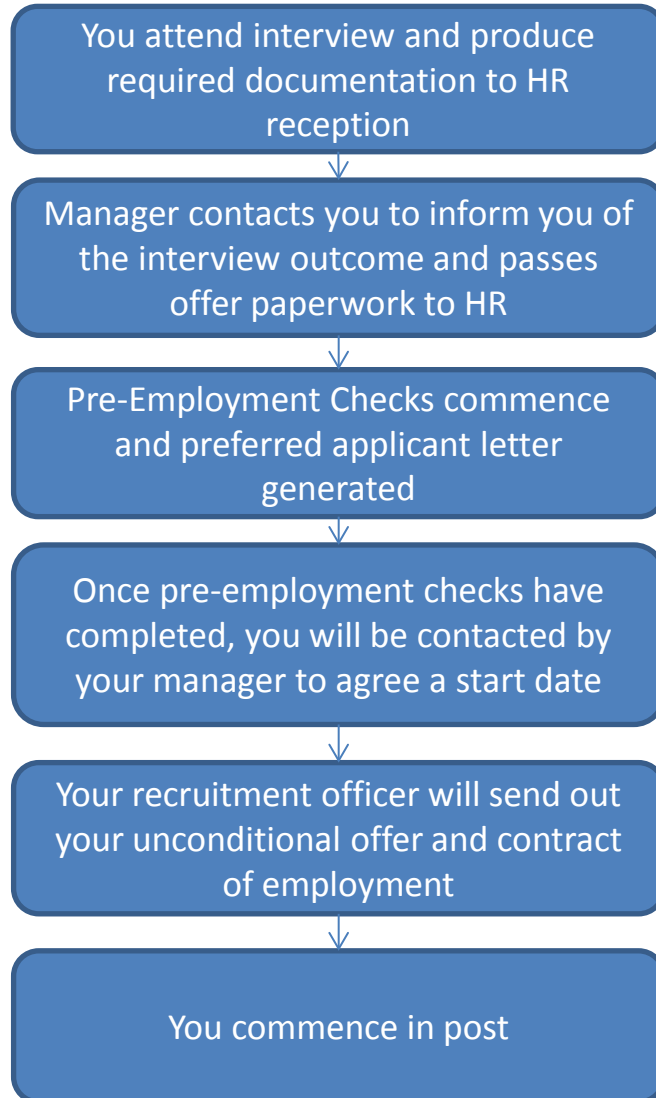 You attend interview and produce
required documentation to HR
reception
Manager contacts you to inform you of
the interview outcome and passes
offer paperwork to HR
Pre-Employment Checks commence
and preferred applicant letter
generated
Once pre-employment checks have
completed, you will be contacted by
your manager to agree a start date
Your recruitment officer will send out
your unconditional offer and contract
of employment
You commence in post